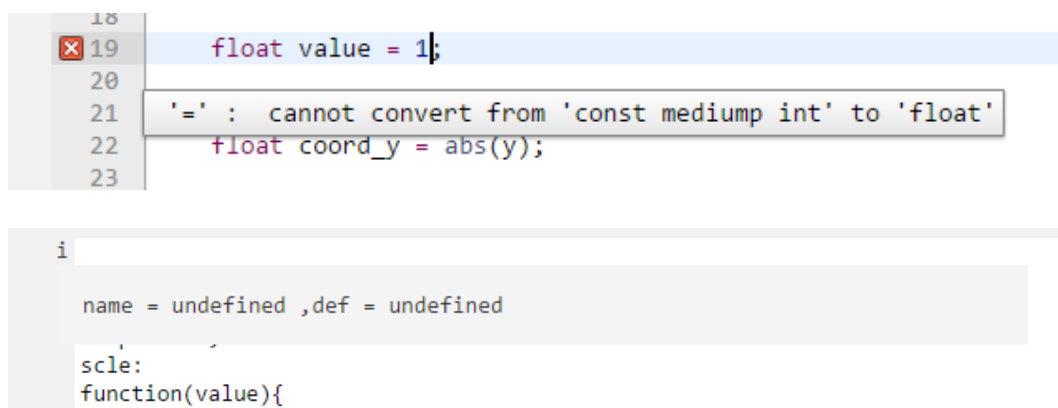 18
19 float value = 1;
20
21 '=' : cannot convert from 'const mediump int' to 'float'
22 float coord_y = abs(y);
23
i
name = undefined ,def = undefined
scle:
function(value){